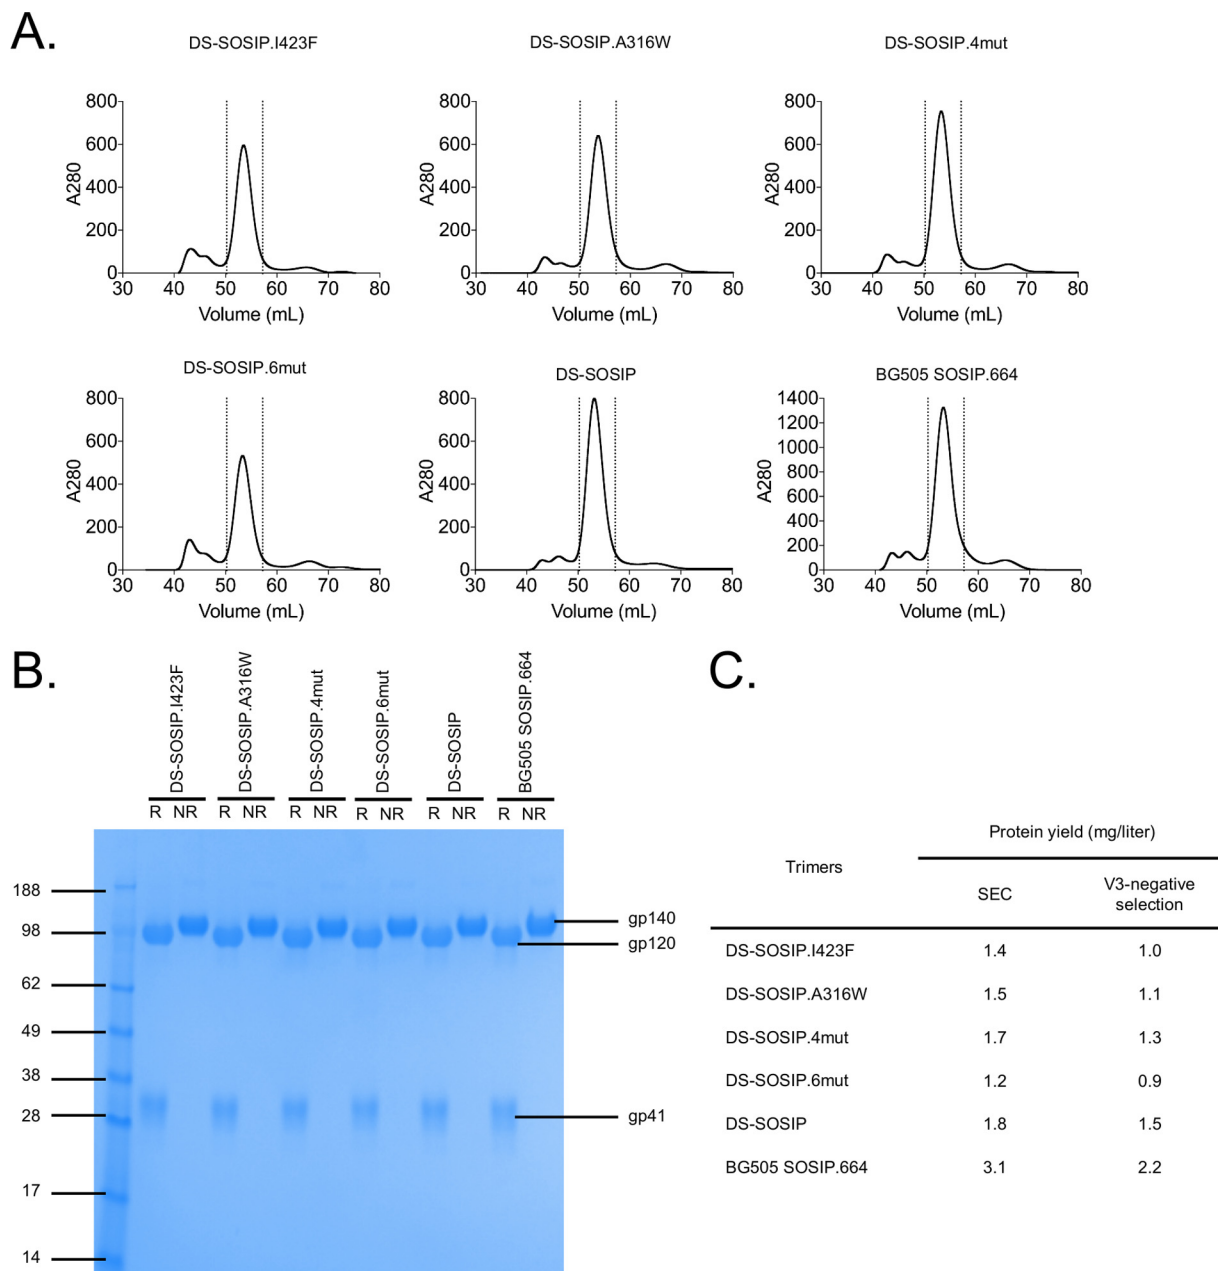 A.
DS-SOSIP.I423F
DS-SOSIP.A316W
DS-SOSIP.4mut
800
600
400
200
0
A280
30 40 50 60 70 80
Volume (mL)
800
600
400
200
0
A280
30 40 50 60 70 80
Volume (mL)
800
600
400
200
0
A280
30 40 50 60 70 80
Volume (mL)
DS-SOSIP.6mut
DS-SOSIP
BG505 SOSIP.664
800
600
400
200
0
A280
30 40 50 60 70 80
Volume (mL)
800
600
400
200
0
A280
30 40 50 60 70 80
Volume (mL)
1400
1200
1000
800
600
400
200
0
A280
30 40 50 60 70 80
Volume (mL)
B.
DS-SOSIP.I423F
DS-SOSIP.A316W
DS-SOSIP.4mut
DS-SOSIP.6mut
DS-SOSIP
BG505 SOSIP.664
R NR R NR R NR R NR R NR R NR
188
98
62
49
38
28
17
14
gp140
gp120
gp41
C.
Protein yield (mg/liter)
Trimers
SEC
V3-negative
selection
DS-SOSIP.I423F 1.4 1.0
DS-SOSIP.A316W 1.5 1.1
DS-SOSIP.4mut 1.7 1.3
DS-SOSIP.6mut 1.2 0.9
DS-SOSIP 1.8 1.5
BG505 SOSIP.664 3.1 2.2